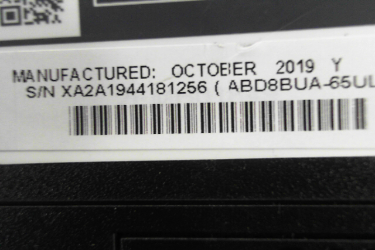 MANUFACTURED: OCTOBER 2019 Y
S/N XA2A1944181256 ( ABD8BUA-65UL